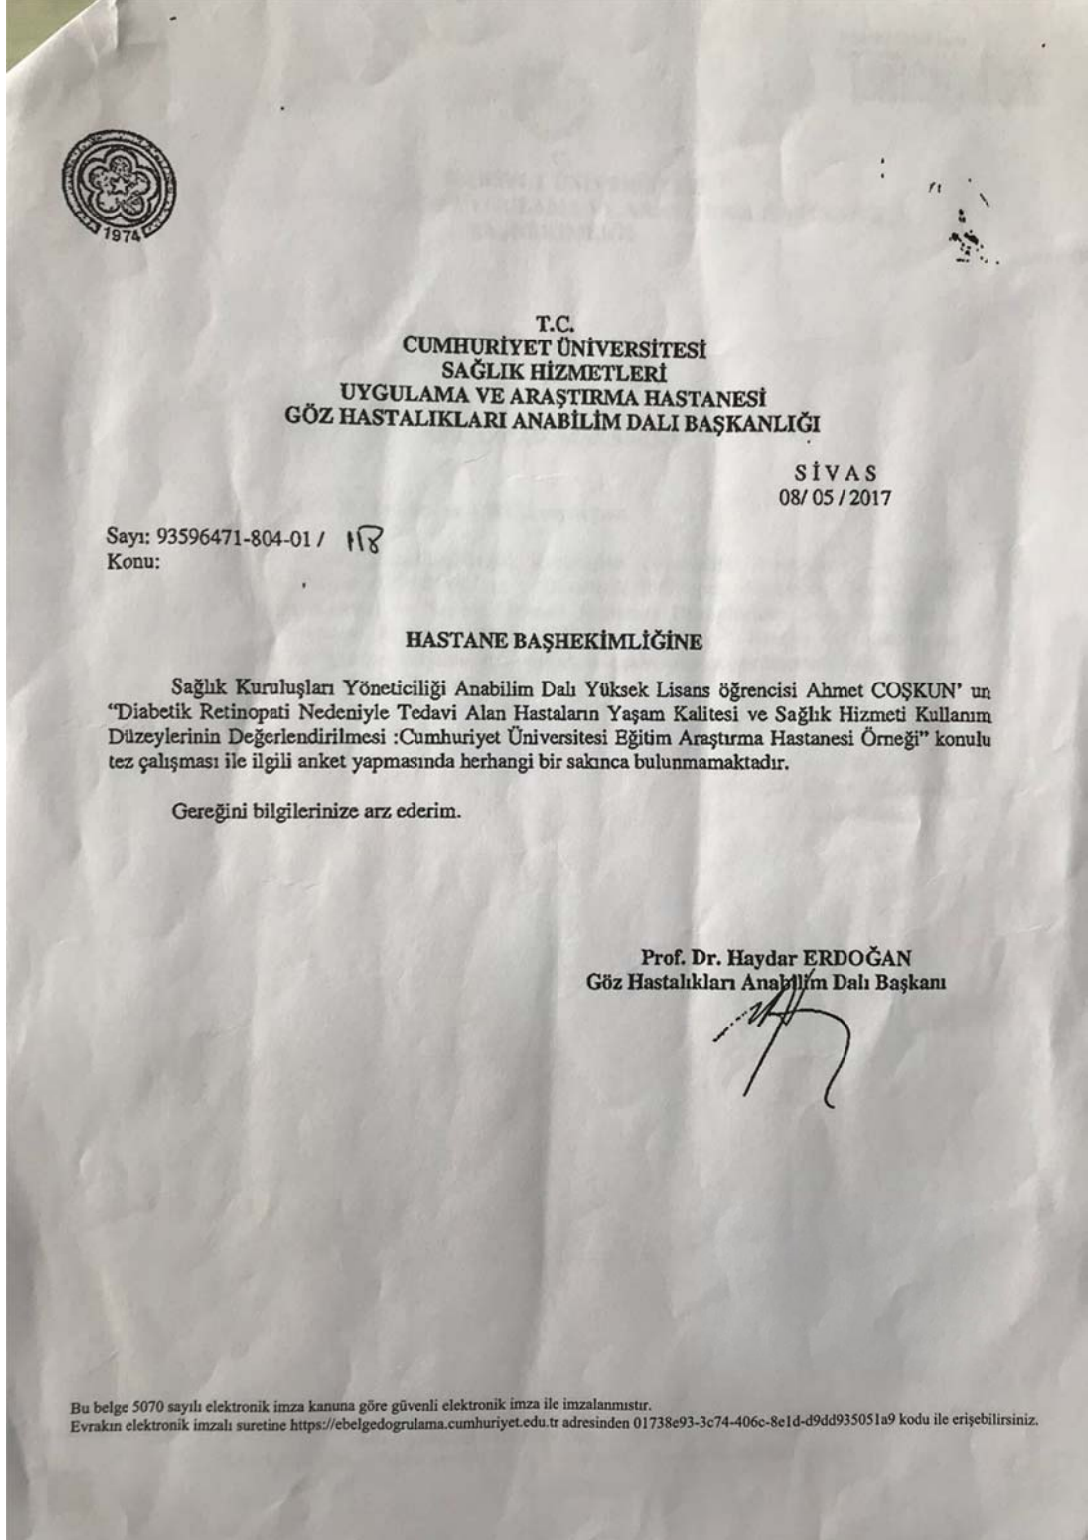 1974
T.C.
CUMHURİYET ÜNİVERSİTESİ
SAĞLIK HİZMETLERİ
UYGULAMA VE ARAŞTIRMA HASTANESİ
GÖZ HASTALIKLARI ANABİLİM DALI BAŞKANLIĞI
SİVAS
08/ 05 / 2017
Sayı: 93596471-804-01 / 118
Konu:
HASTANE BAŞHEKİMLİĞİNE
Sağlık Kuruluşları Yöneticiliği Anabilim Dalı Yüksek Lisans öğrencisi Ahmet COŞKUN' un
“Diabetik Retinopati Nedeniyle Tedavi Alan Hastaların Yaşam Kalitesi ve Sağlık Hizmeti Kullanım
Düzeylerinin Değerlendirilmesi :Cumhuriyet Üniversitesi Eğitim Araştırma Hastanesi Örneği” konulu
tez çalışması ile ilgili anket yapmasında herhangi bir sakınca bulunmamaktadır.
Gereğini bilgilerinize arz ederim.
Prof. Dr. Haydar ERDOĞAN
Göz Hastalıkları Anabilim Dalı Başkanı
Bu belge 5070 sayılı elektronik imza kanuna göre güvenli elektronik imza ile imzalanmıştır.
Evrakın elektronik imzalı suretine https://ebelgedogrulama.cumhuriyet.edu.tr adresinden 01738e93-3c74-406c-8e1d-d9dd935051a9 kodu ile erişebilirsiniz.